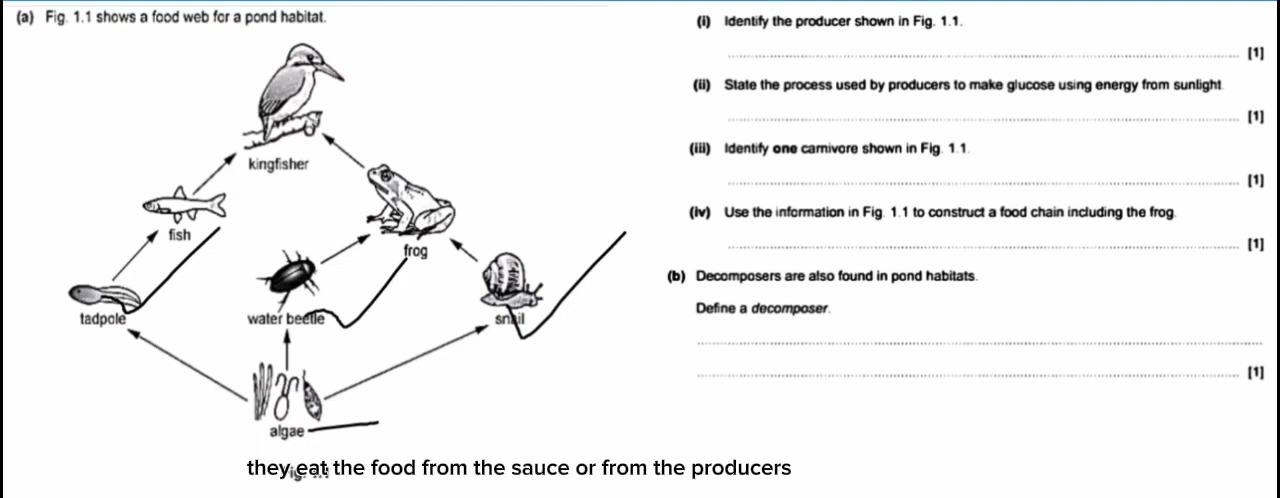 (a) Fig. 1.1 shows a food web for a pond habitat.
kingfisher
fish
frog
tadpole
water beetle
snail
algae
they eat the food from the sauce or from the producers
(i) Identify the producer shown in Fig. 1.1.
[1]
(ii) State the process used by producers to make glucose using energy from sunlight
[1]
(iii) Identify one carnivore shown in Fig. 1.1.
[1]
(iv) Use the information in Fig. 1.1 to construct a food chain including the frog.
[1]
(b) Decomposers are also found in pond habitats.
Define a decomposer.
[1]